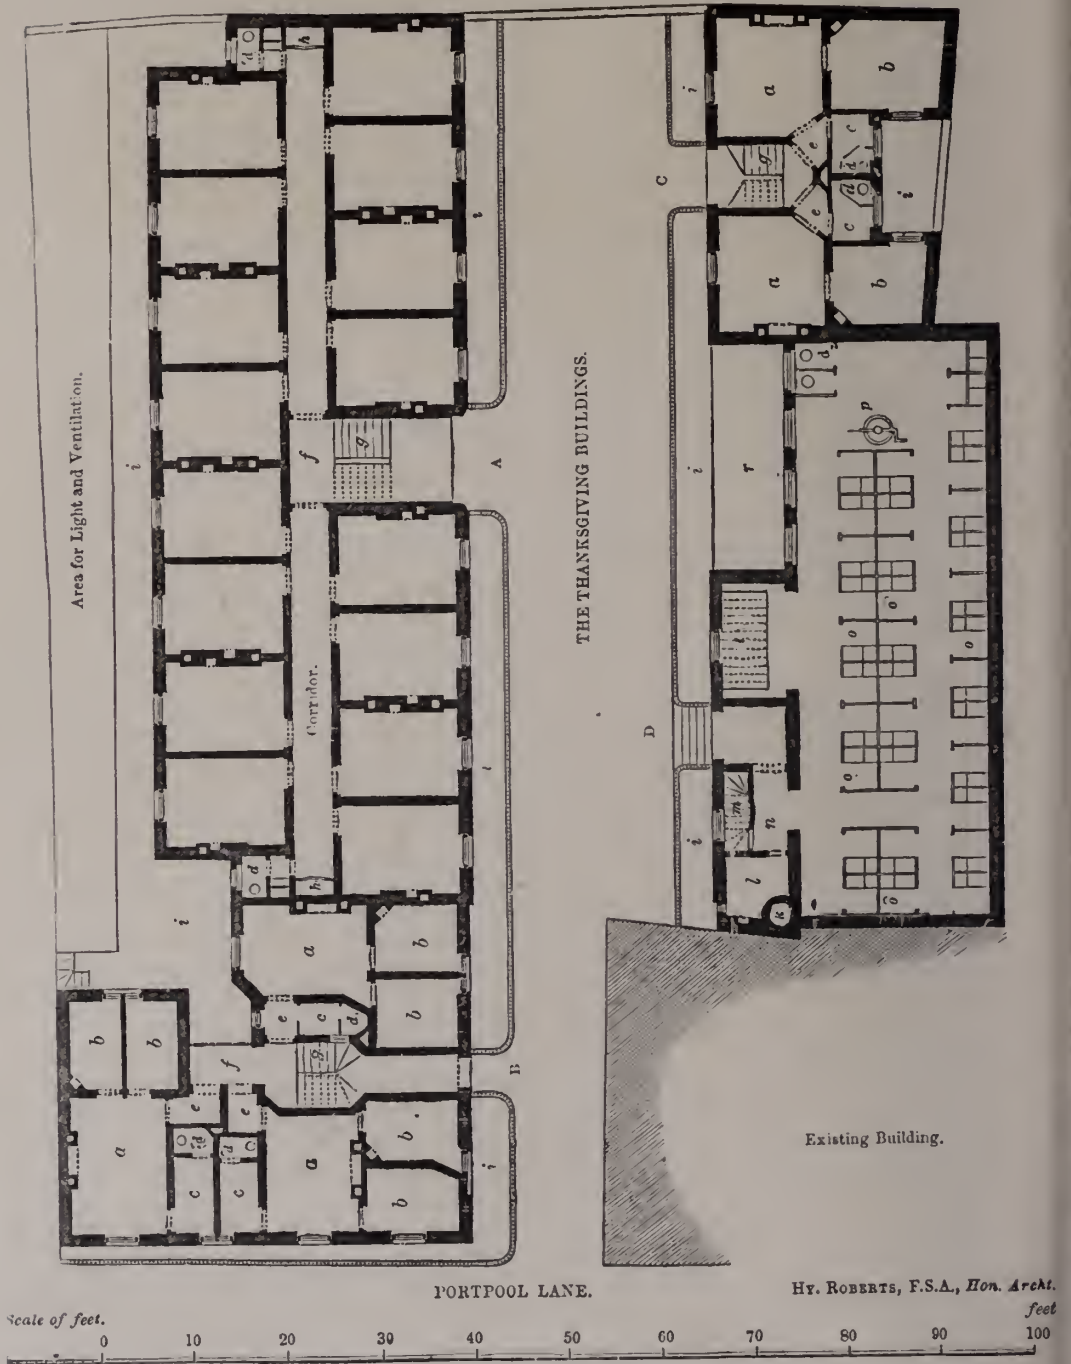 Area for Light and Ventilation.
THE THANKSGIVING BUILDINGS.
Corridor.
A
B
C
D
d
h
i
i
f
g
i
h
d
a
b
b
e
c
d
g
f
b
b
a
e
e
d
d
c
c
a
b
b
i
i
a
b
e
c
d
g
e
c
d
i
a
b
i
r
d
p
o
o
o
o
o
m
n
l
k
i
Existing Building.
PORTPOOL LANE.
HY. ROBERTS, F.S.A., Hon. Archt.
Scale of feet.
feet
0 10 20 30 40 50 60 70 80 90 100